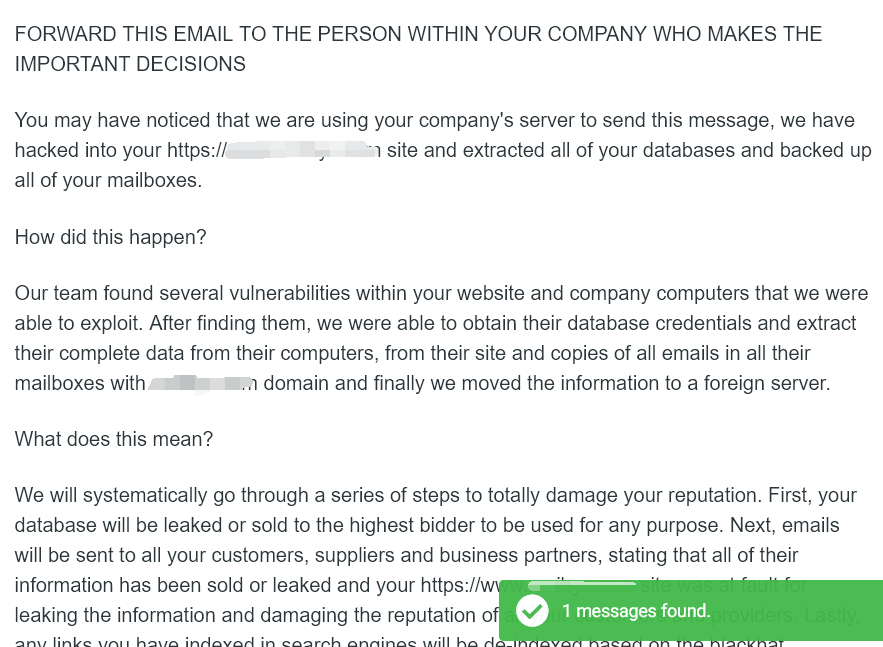 FORWARD THIS EMAIL TO THE PERSON WITHIN YOUR COMPANY WHO MAKES THE
IMPORTANT DECISIONS
You may have noticed that we are using your company's server to send this message, we have
hacked into your https:// site and extracted all of your databases and backed up
all of your mailboxes.
How did this happen?
Our team found several vulnerabilities within your website and company computers that we were
able to exploit. After finding them, we were able to obtain their database credentials and extract
their complete data from their computers, from their site and copies of all emails in all their
mailboxes with domain and finally we moved the information to a foreign server.
What does this mean?
We will systematically go through a series of steps to totally damage your reputation. First, your
database will be leaked or sold to the highest bidder to be used for any purpose. Next, emails
will be sent to all your customers, suppliers and business partners, stating that all of their
information has been sold or leaked and your https://www. site was at fault for
leaking the information and damaging the reputation of providers. Lastly,
any links you have indexed in search engines will be de-indexed based on the blackhat
1 messages found.